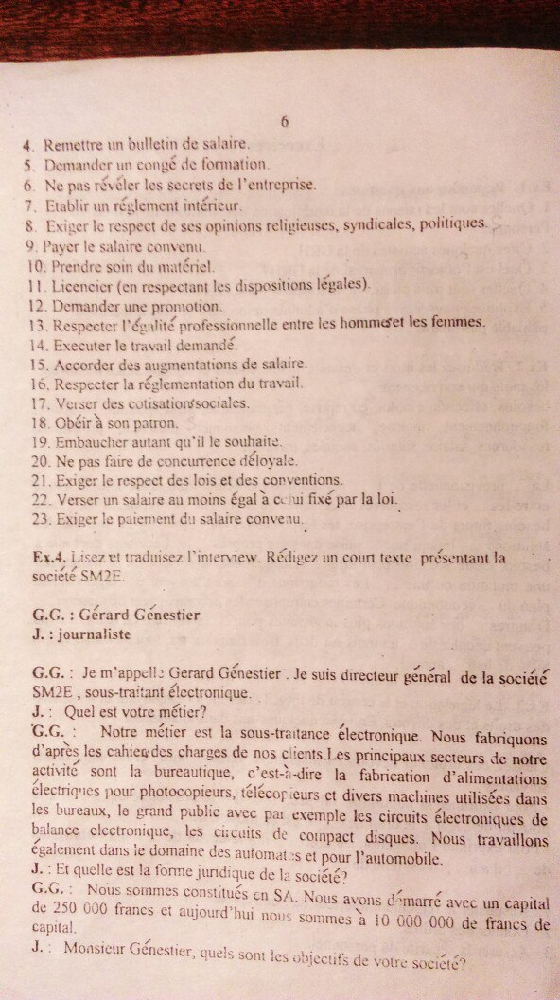 6
4. Remettre un bulletin de salaire.
5. Demander un congé de formation.
6. Ne pas révéler les secrets de l'entreprise.
7. Etablir un réglement intérieur.
8. Exiger le respect de ses opinions religieuses, syndicales, politiques.
9. Payer le salaire convenu.
10. Prendre soin du matériel.
11. Licencier (en respectant les dispositions légales).
12. Demander une promotion.
13. Respecter l'égalité professionnelle entre les hommes et les femmes.
14. Executer le travail demandé.
15. Accorder des augmentations de salaire.
16. Respecter la réglementation du travail.
17. Verser des cotisations sociales.
18. Obéir à son patron.
19. Embaucher autant qu'il le souhaite.
20. Ne pas faire de concurrence déloyale.
21. Exiger le respect des lois et des conventions.
22. Verser un salaire au moins égal à celui fixé par la loi.
23. Exiger le paiement du salaire convenu.
Ex.4. Lisez et traduisez l'interview. Rédigez un court texte présentant la
société SM2E.
G.G. : Gérard Génestier
J. : journaliste
G.G. : Je m'appelle Gerard Génestier . Je suis directeur général de la société
SM2E , sous-traitant électronique.
J. : Quel est votre métier?
G.G. : Notre métier est la sous-traitance électronique. Nous fabriquons
d'après les cahiers des charges de nos clients.Les principaux secteurs de notre
activité sont la bureautique, c'est-à-dire la fabrication d'alimentations
électriques pour photocopieurs, télécopieurs et divers machines utilisées dans
les bureaux, le grand public avec par exemple les circuits électroniques de
balance electronique, les circuits de compact disques. Nous travaillons
également dans le domaine des automates et pour l'automobile.
J. : Et quelle est la forme juridique de la société?
G.G. : Nous sommes constitués en SA. Nous avons démarré avec un capital
de 250 000 francs et aujourd'hui nous sommes à 10 000 000 de francs de
capital.
J. : Monsieur Génestier, quels sont les objectifs de votre société?